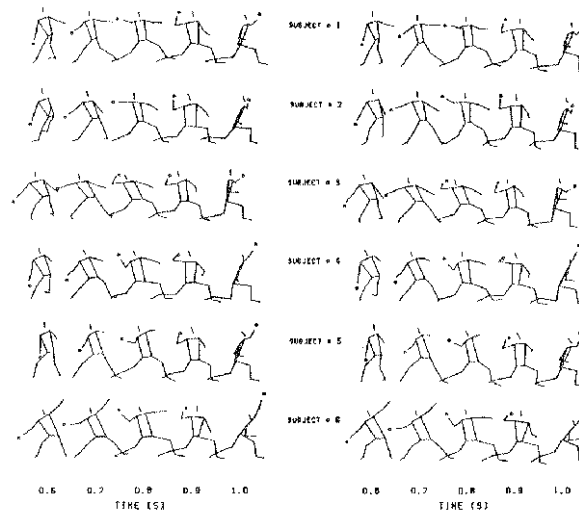 SUBJECT # 1
SUBJECT # 2
SUBJECT # 3
SUBJECT # 4
SUBJECT # 5
SUBJECT # 6
0.6 0.7 0.8 0.9 1.0 0.6 0.7 0.8 0.9 1.0
TIME (S) TIME (S)